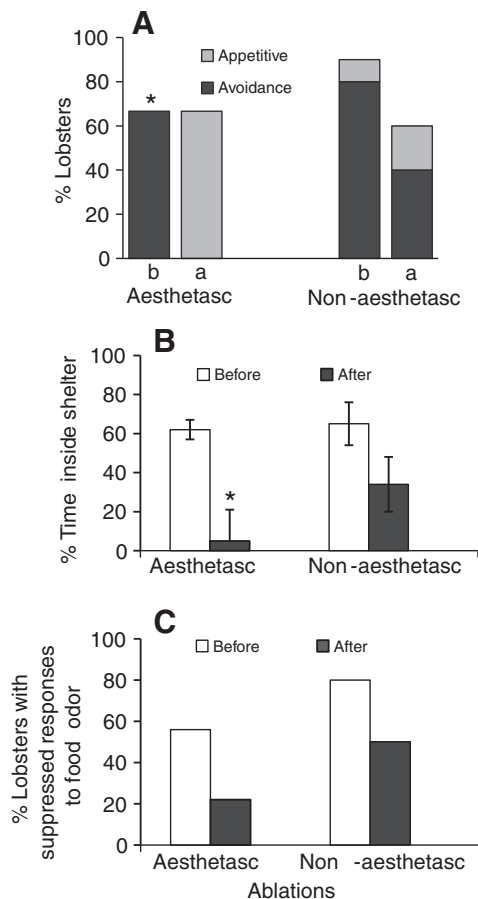 A
100
80
60
40
20
0
% Lobsters
Appetitive
Avoidance
*
b a b a
Aesthetasc Non-aesthetasc
B
100
80
60
40
20
0
% Time inside shelter
Before After
*
Aesthetasc Non-aesthetasc
C
100
80
60
40
20
0
% Lobsters with
suppressed responses
to food odor
Before After
Aesthetasc Non -aesthetasc
Ablations